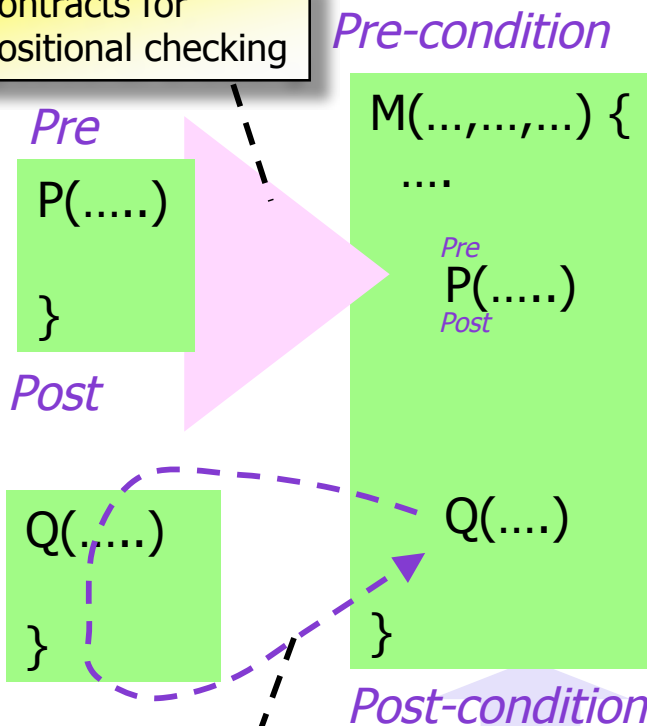 ontracts for
ositional checking
Pre-condition
Pre
P(.....)
}
Post
M(...,...,...) {
....
Pre
P(.....)
Post
Q(....)
}
Post-condition
Q(.....)
}